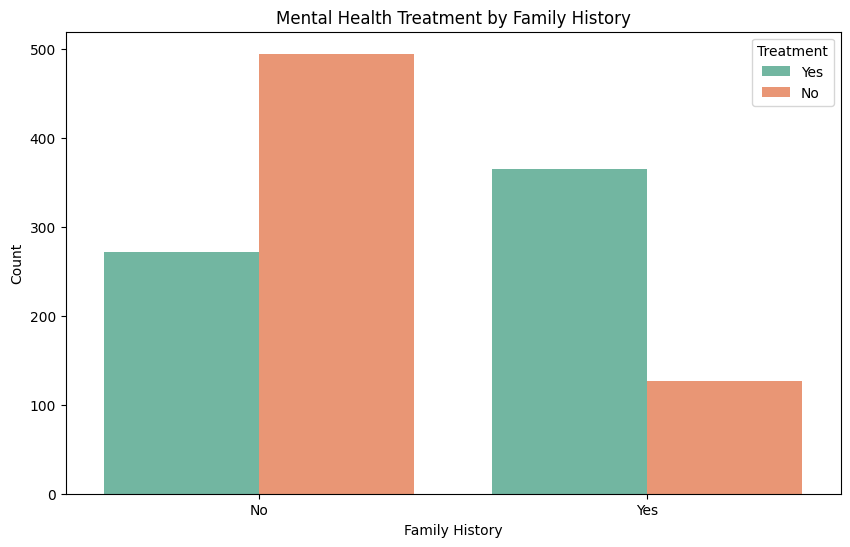 Mental Health Treatment by Family History
Treatment
Yes
No
500
400
300
200
100
0
Count
No
Yes
Family History